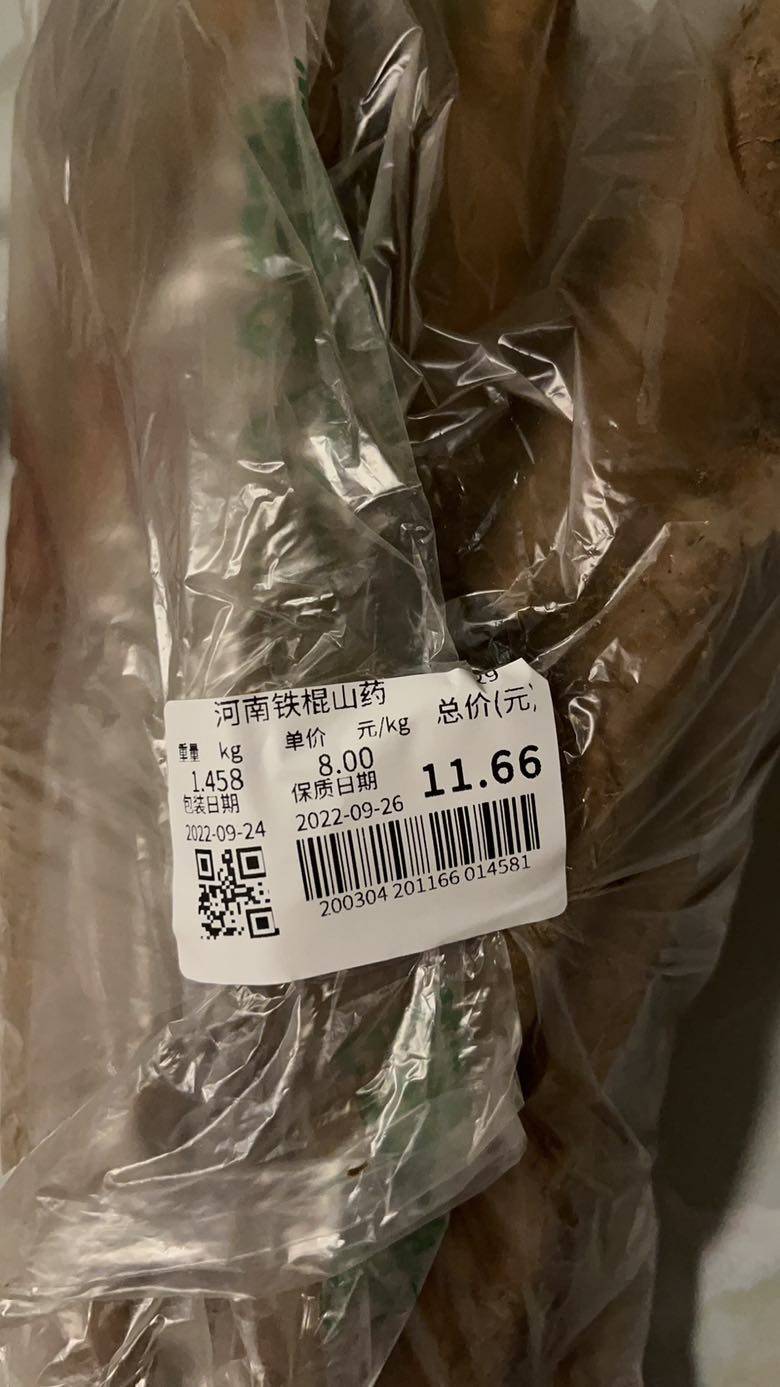 29
河南铁棍山药
重量 kg 单价 元/kg 总价(元)
1.458 8.00 11.66
包装日期 保质日期
2022-09-24 2022-09-26
200304 201166 014581